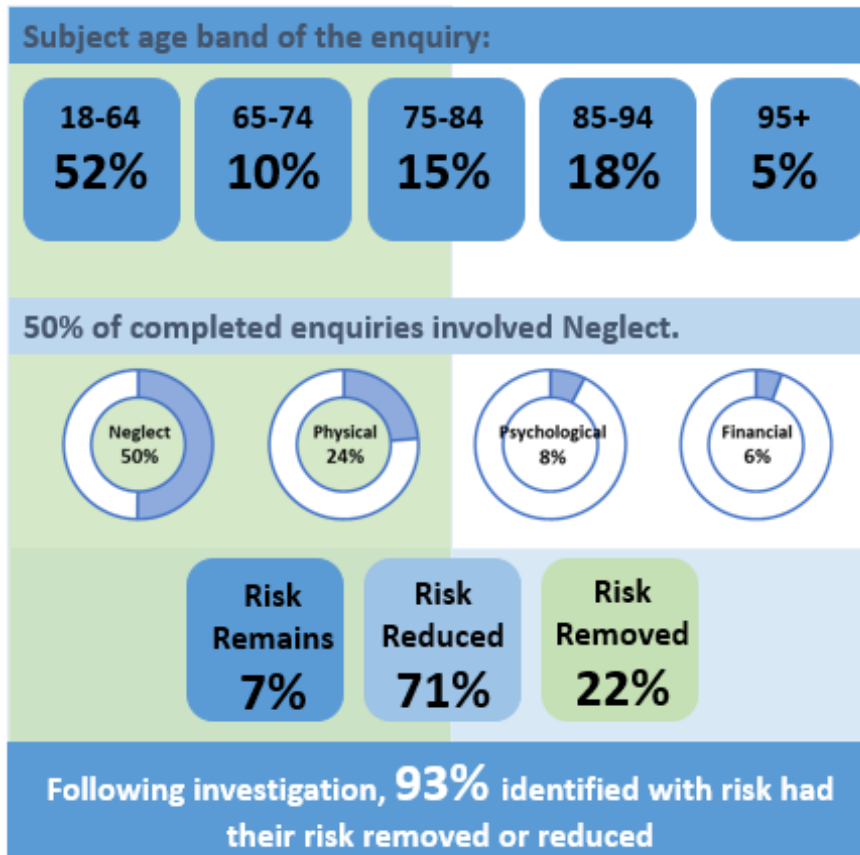 Subject age band of the enquiry:
18-64 65-74 75-84 85-94 95+
52% 10% 15% 18% 5%
50% of completed enquiries involved Neglect.
Neglect Physical Psychological Financial
50% 24% 8% 6%
Risk Risk Risk
Remains Reduced Removed
7% 71% 22%
Following investigation, 93% identified with risk had
their risk removed or reduced